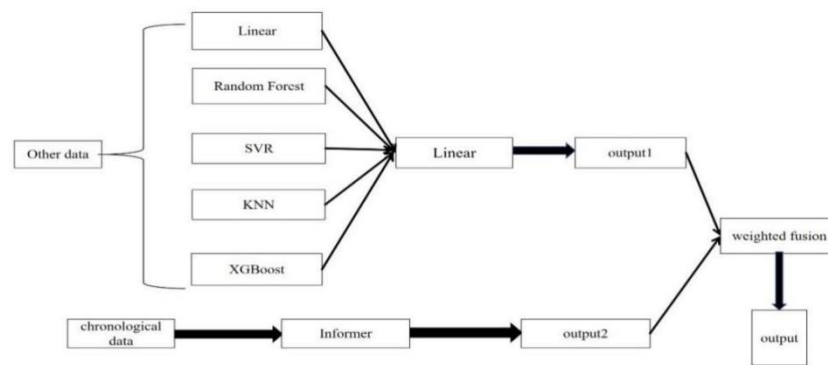 Linear
Random Forest
Other data
SVR
Linear
output1
KNN
weighted fusion
XGBoost
chronological
data
Informer
output2
output